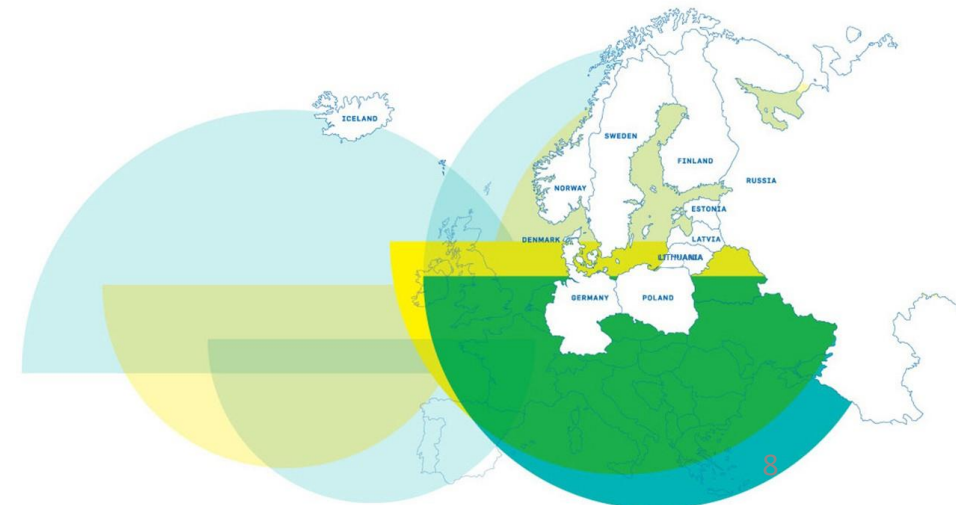 ICELAND
SWEDEN
FINLAND
RUSSIA
NORWAY
ESTONIA
DENMARK
LATVIA
LITHUANIA
GERMANY
POLAND
8